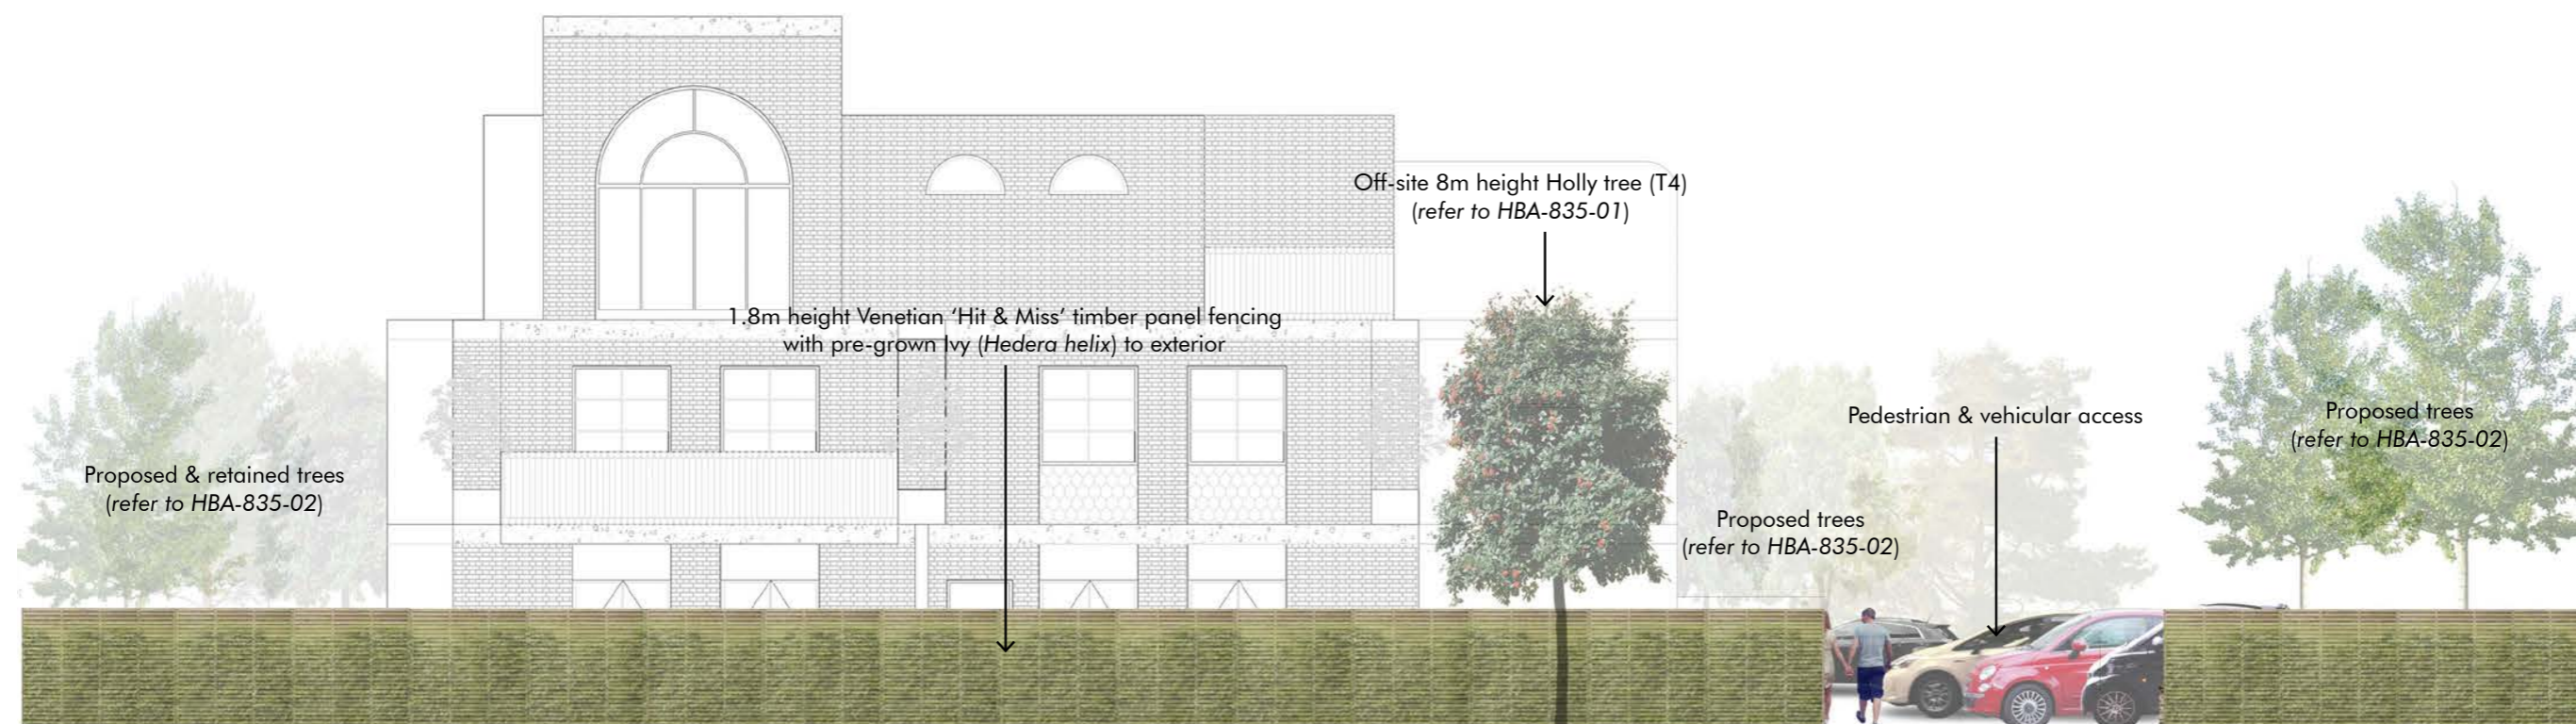 Off-site 8m height Holly tree (T4)
(refer to HBA-835-01)
1.8m height Venetian ‘Hit & Miss’ timber panel fencing
with pre-grown Ivy (Hedera helix) to exterior
Pedestrian & vehicular access
Proposed trees
(refer to HBA-835-02)
Proposed & retained trees
(refer to HBA-835-02)
Proposed trees
(refer to HBA-835-02)